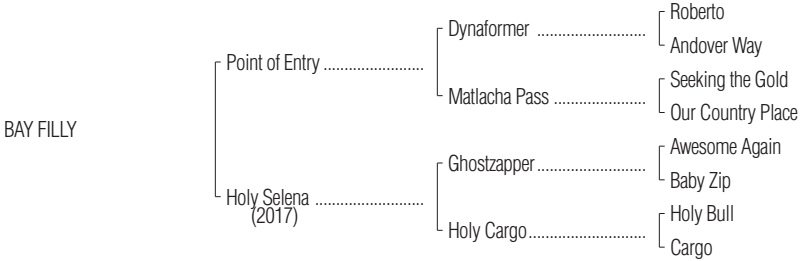 Roberto
Dynaformer ..........................
Andover Way
Point of Entry ........................
Seeking the Gold
Matlacha Pass ......................
Our Country Place
BAY FILLY
Awesome Again
Ghostzapper..........................
Baby Zip
Holy Selena ..........................
(2017)
Holy Bull
Holy Cargo............................
Cargo